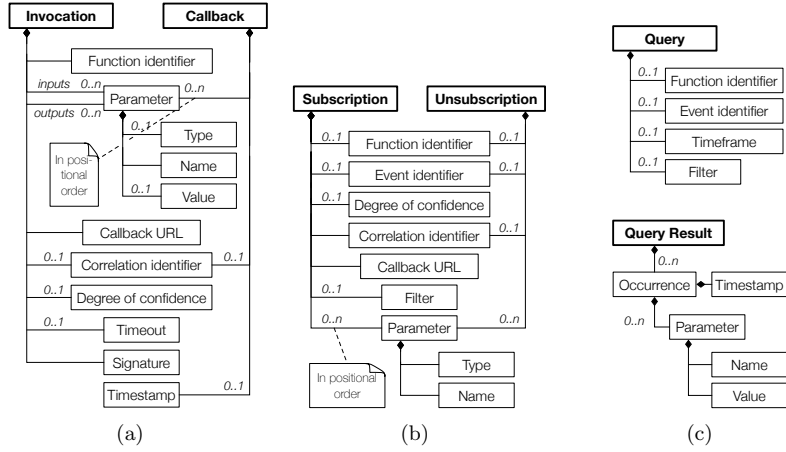 Invocation
Callback
Function identifier
inputs 0..n
Parameter
0..n
outputs 0..n
0..1
Type
In posi-
tional
order
Name
0..1
Value
Callback URL
0..1
Correlation identifier
0..1
0..1
Degree of confidence
0..1
Timeout
Signature
Timestamp
0..1
(a)
Subscription
Unsubscription
0..1
Function identifier
0..1
0..1
Event identifier
0..1
0..1
Degree of confidence
0..1
Correlation identifier
0..1
Callback URL
0..1
Filter
0..n
Parameter
0..n
In positional
order
Type
Name
(b)
Query
0..1
Function identifier
0..1
Event identifier
0..1
Timeframe
0..1
Filter
Query Result
0..n
Occurrence
Timestamp
0..n
Parameter
Name
Value
(c)